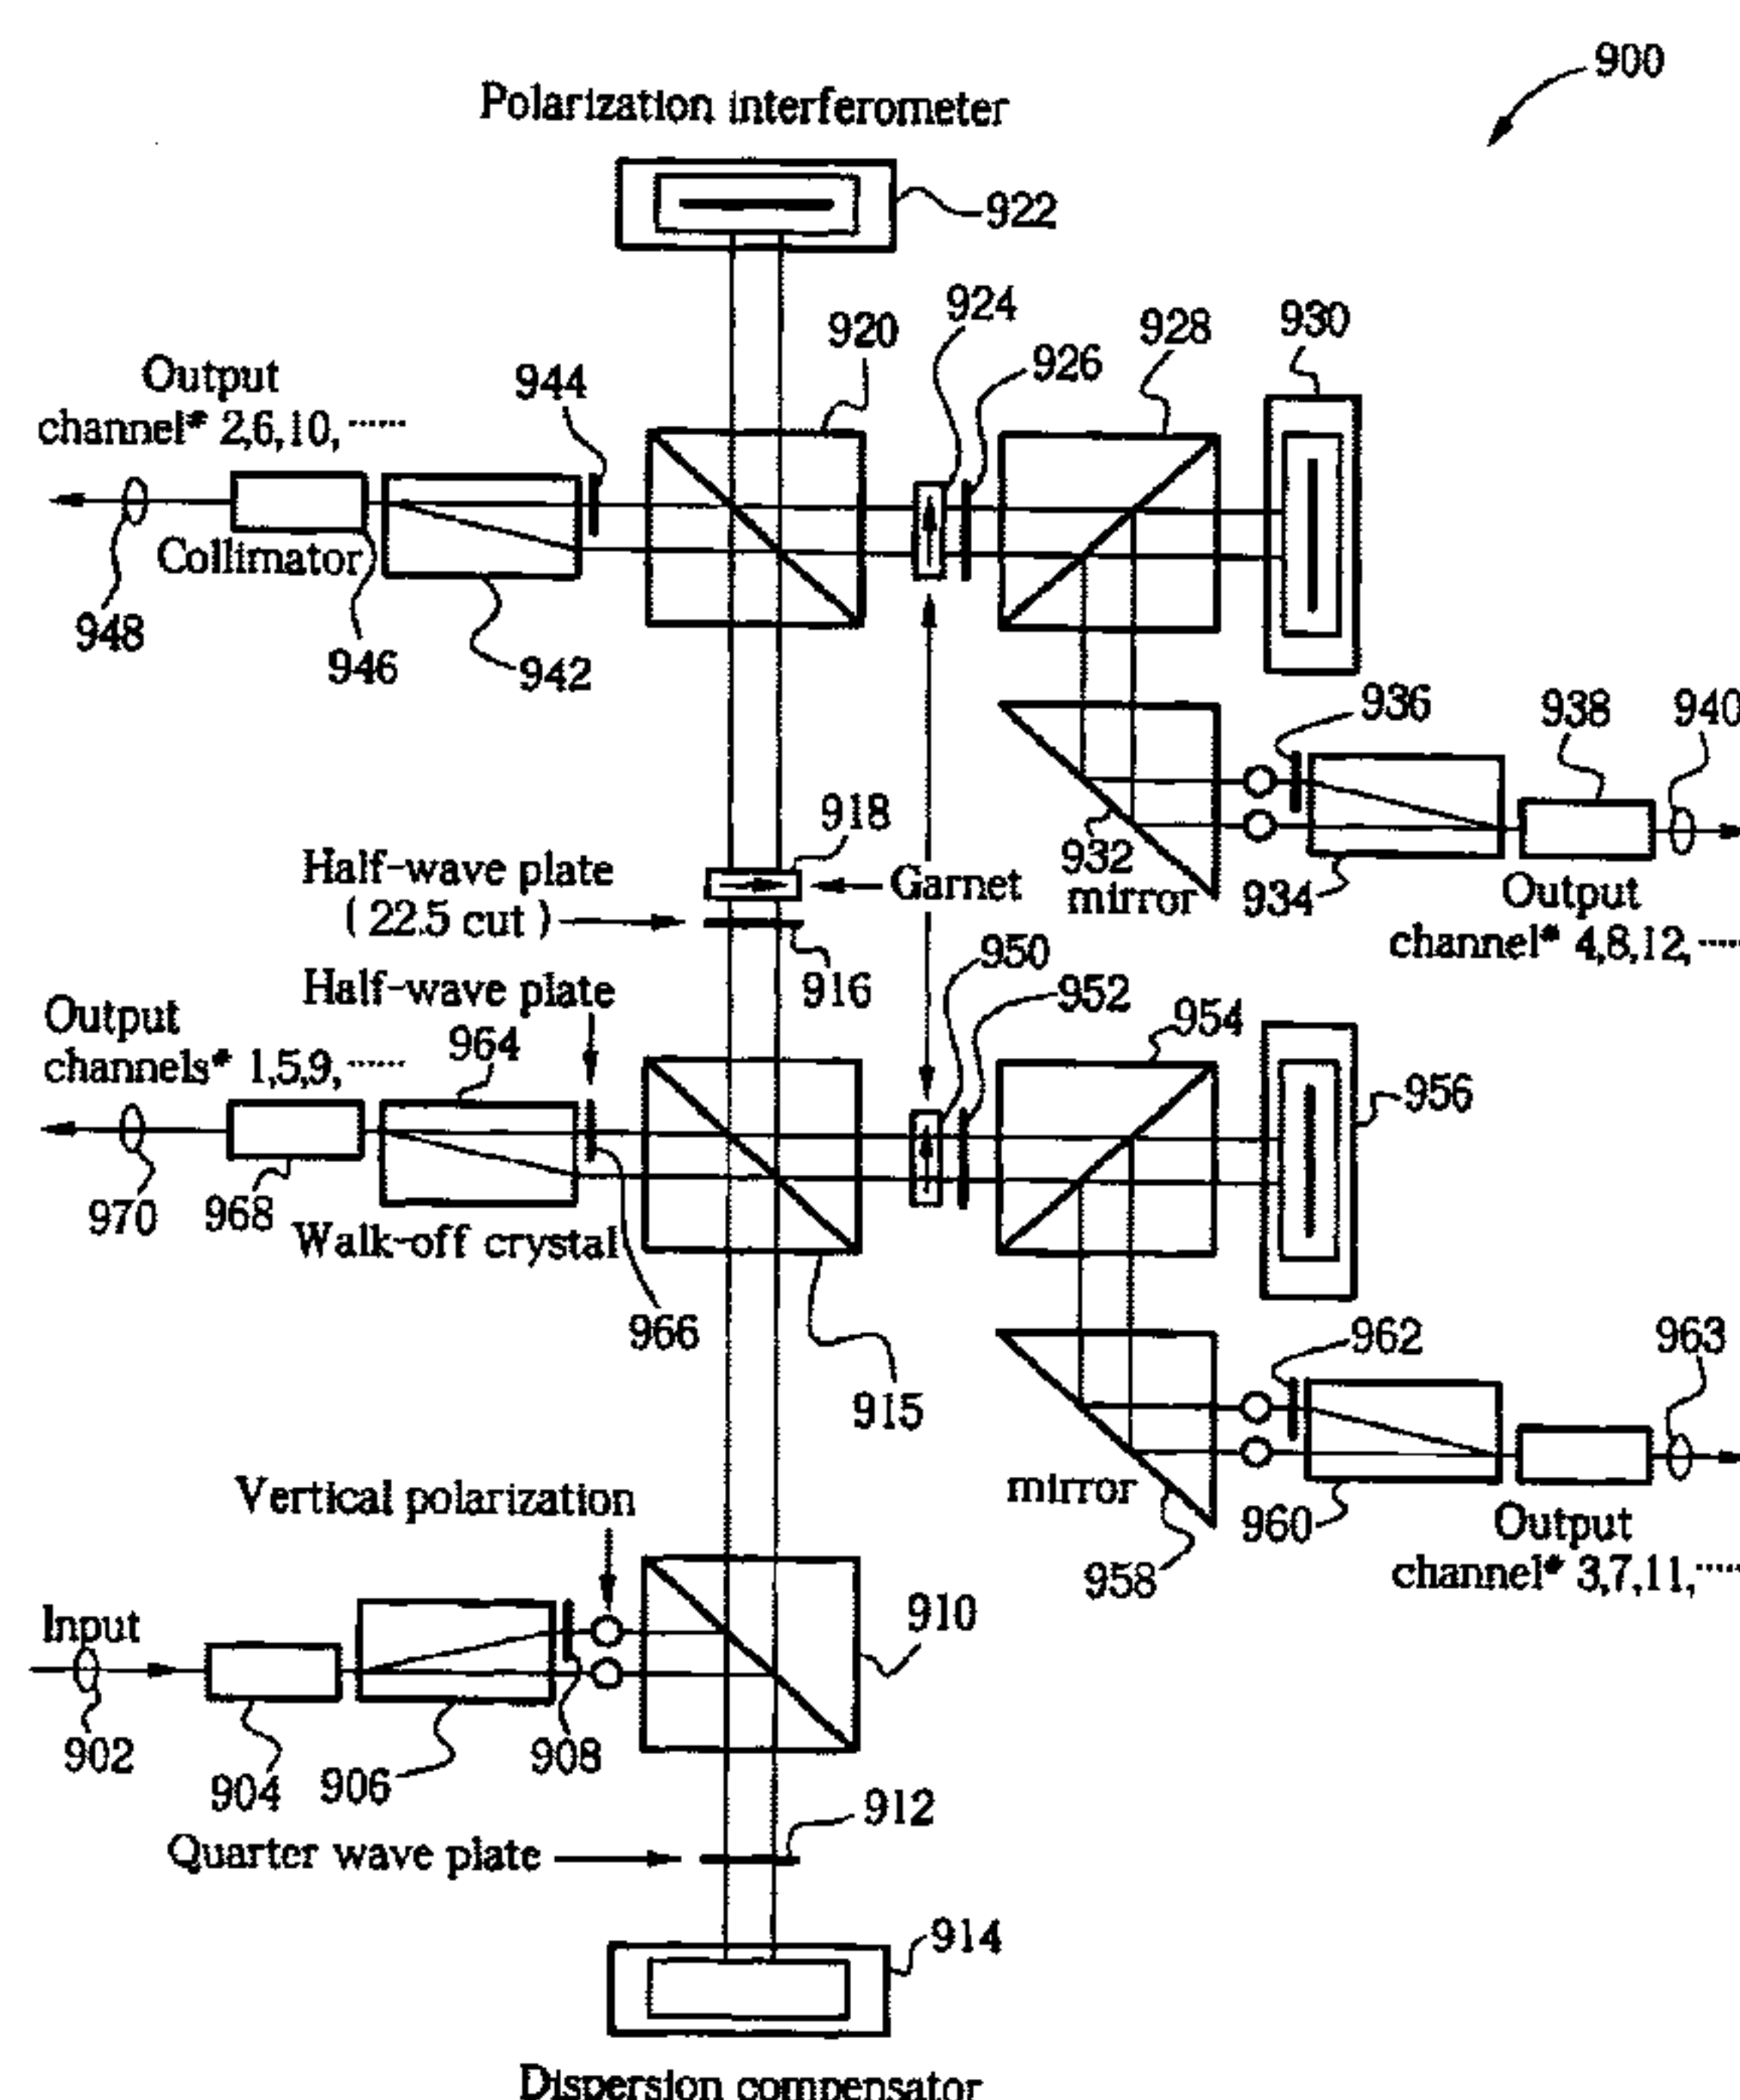 900
Polarization interferometer
922
924
920
928
930
926
Output
channel# 2,6,10, ······
944
Collimator
948
946
942
936
938
940
918
932
mirror
934
Output
channel# 4,8,12, ······
Half-wave plate
( 22.5 cut )
Garnet
916
950
Half-wave plate
952
954
Output
channels# 1,5,9, ······
964
956
970
968
Walk-off crystal
966
962
963
915
Vertical polarization
mirror
960
Output
channel# 3,7,11, ······
958
Input
910
902
904
906
908
912
Quarter wave plate
914
Dispersion compensator